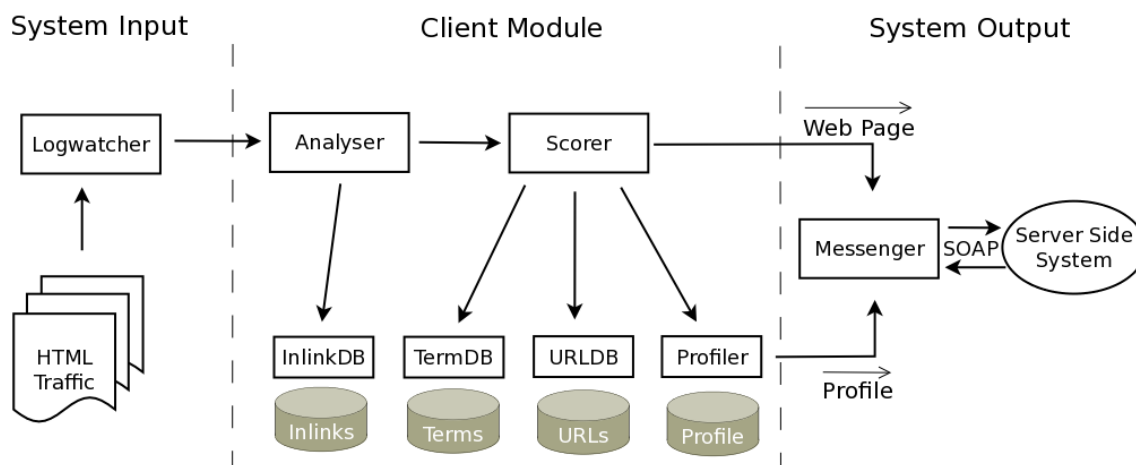 System Input
Client Module
System Output
Logwatcher
Analyser
Scorer
Web Page
Messenger
SOAP
Server Side
System
HTML
Traffic
InlinkDB
TermDB
URLDB
Profiler
Profile
Inlinks
Terms
URLs
Profile